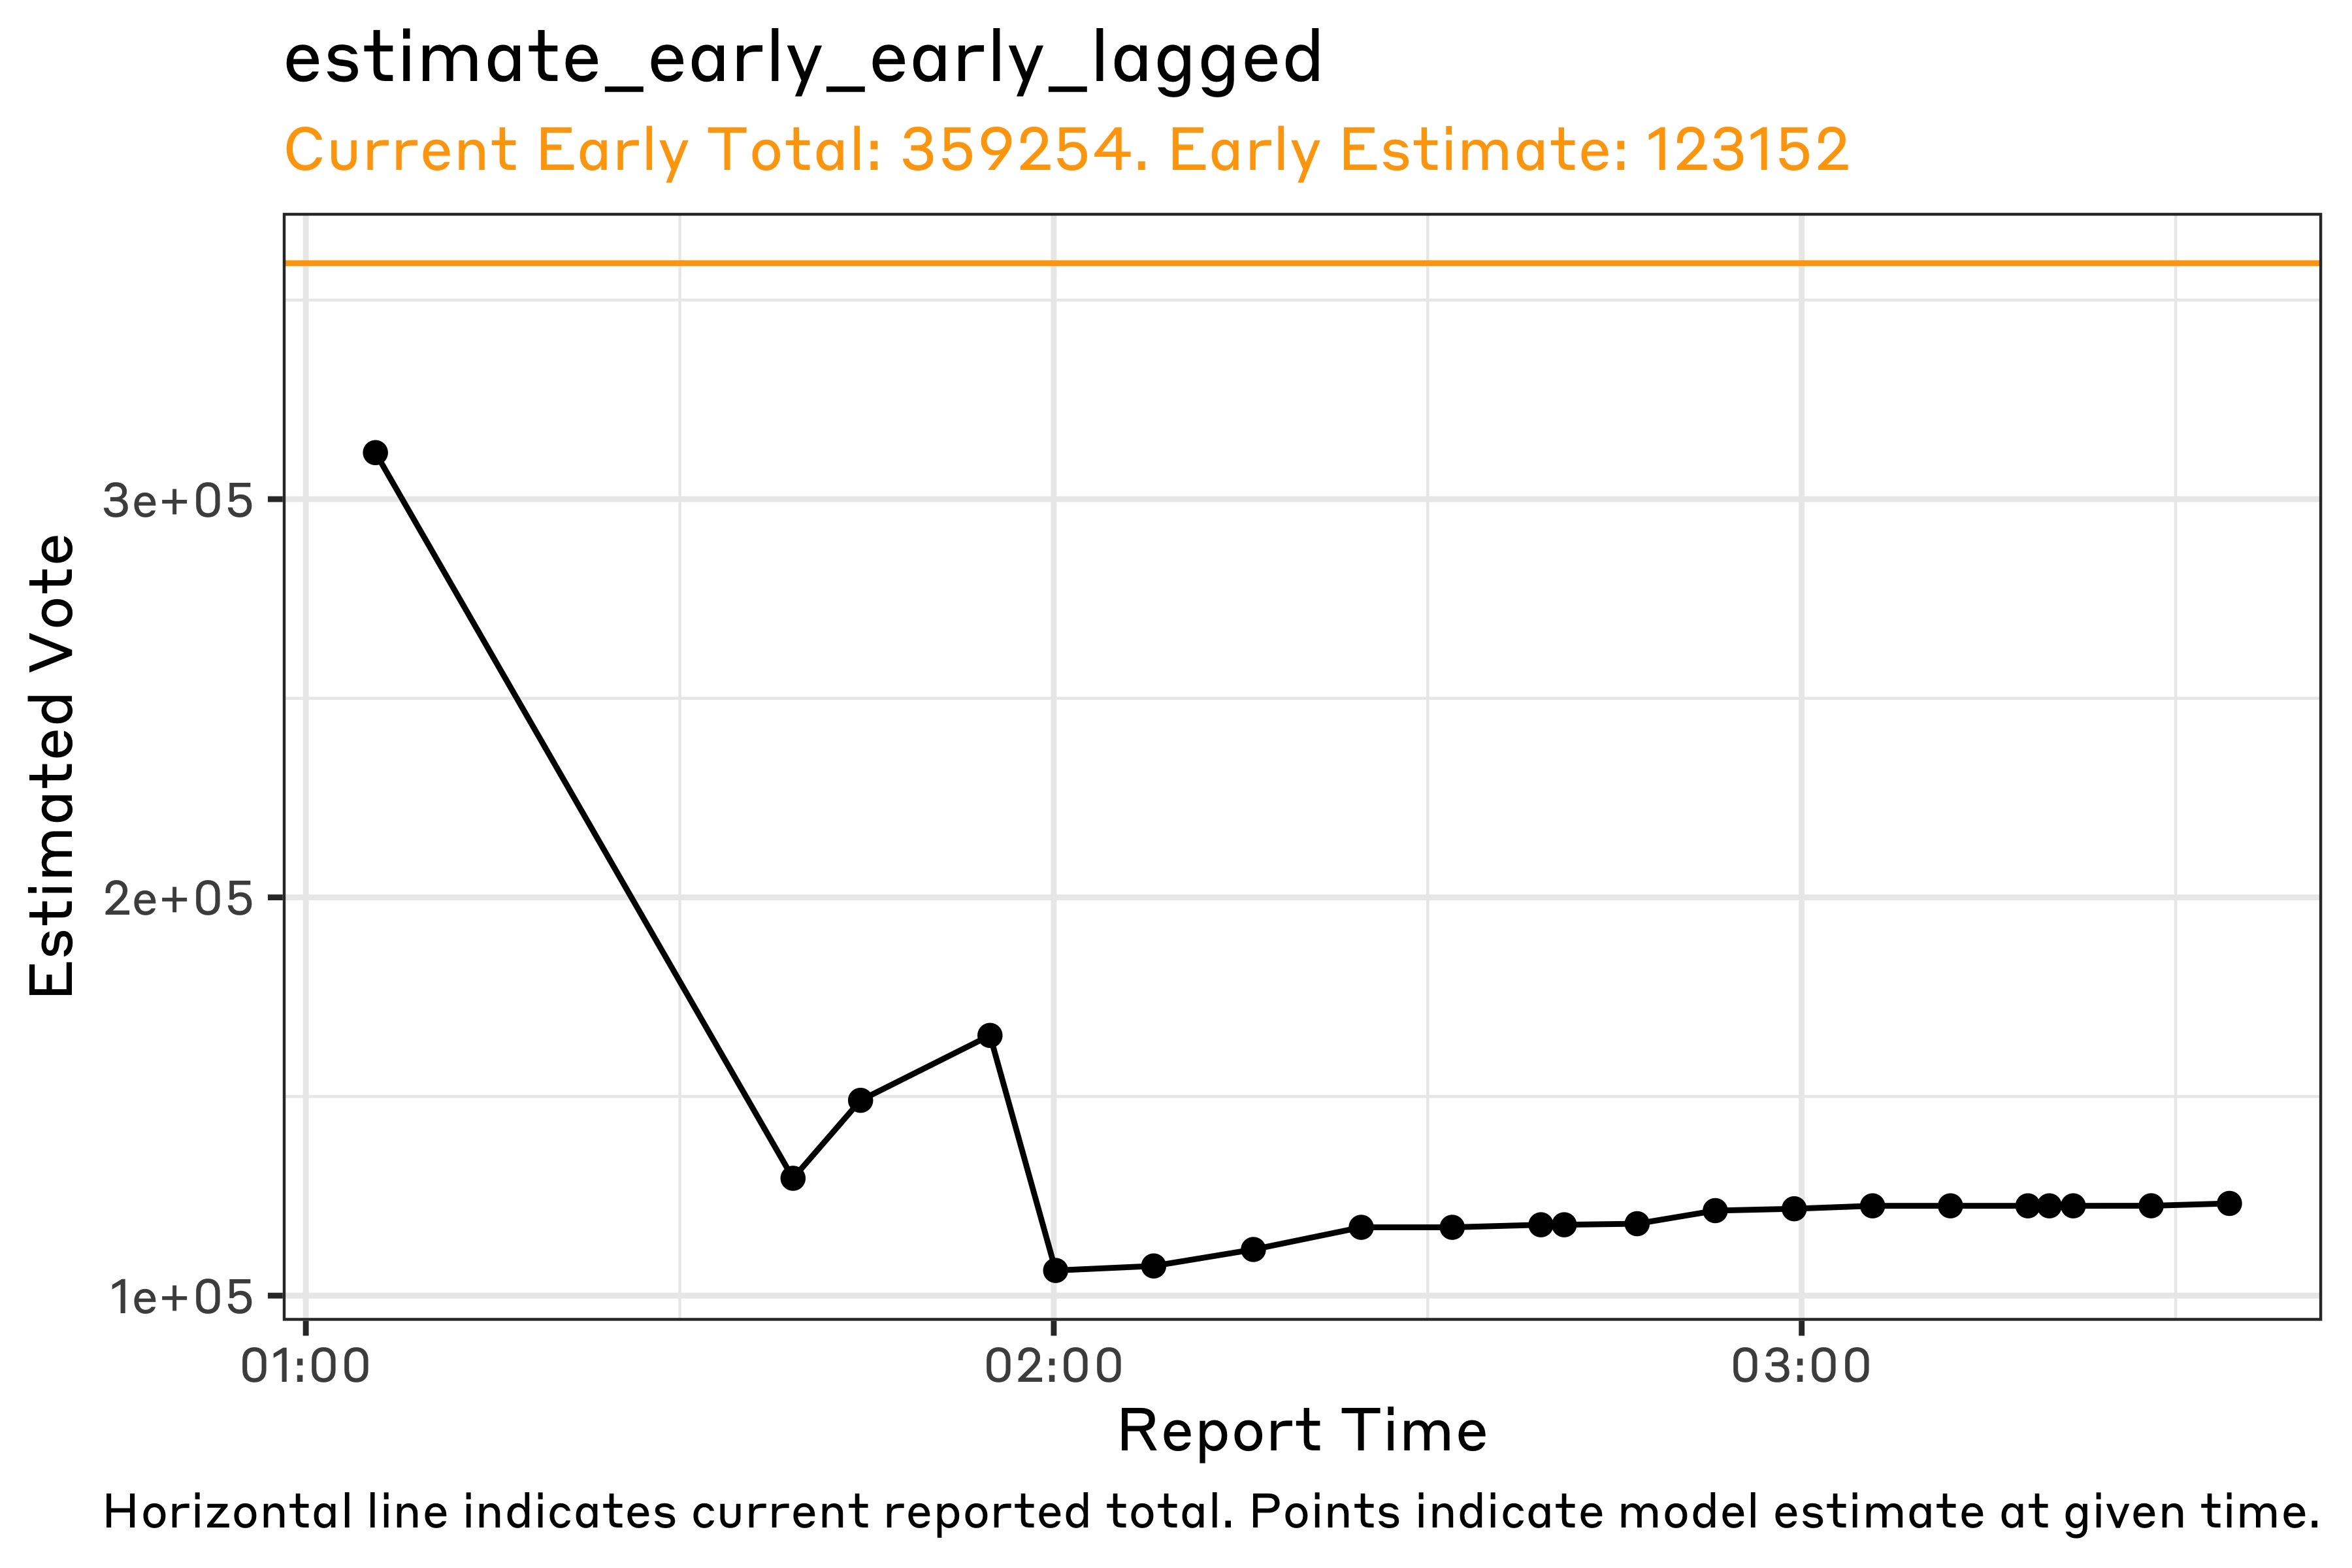 estimate_early_early_lagged
Current Early Total: 359254. Early Estimate: 123152
Estimated Vote
3e+05
2e+05
1e+05
01:00 02:00 03:00
Report Time
Horizontal line indicates current reported total. Points indicate model estimate at given time.